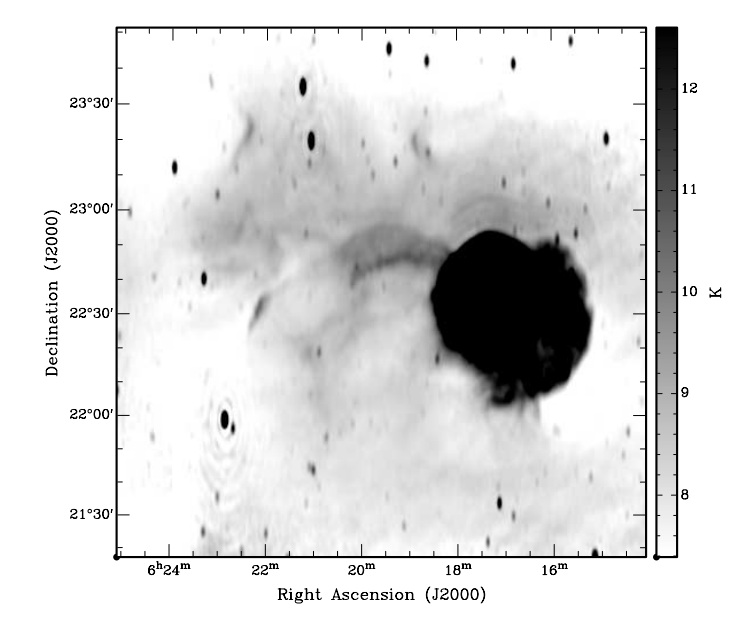 23°30′
23°00′
22°30′
22°00′
21°30′
Declination (J2000)
6ʰ24ᵐ
22ᵐ
20ᵐ
18ᵐ
16ᵐ
Right Ascension (J2000)
12
11
10
9
8
K